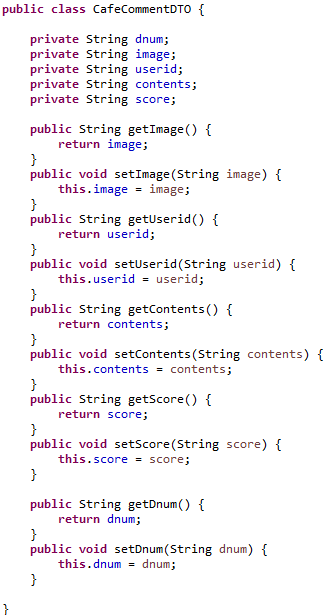 public class CafeCommentDTO {
private String dnum;
private String image;
private String userid;
private String contents;
private String score;
public String getImage() {
return image;
}
public void setImage(String image) {
this.image = image;
}
public String getUserid() {
return userid;
}
public void setUserid(String userid) {
this.userid = userid;
}
public String getContents() {
return contents;
}
public void setContents(String contents) {
this.contents = contents;
}
public String getScore() {
return score;
}
public void setScore(String score) {
this.score = score;
}
public String getDnum() {
return dnum;
}
public void setDnum(String dnum) {
this.dnum = dnum;
}
}